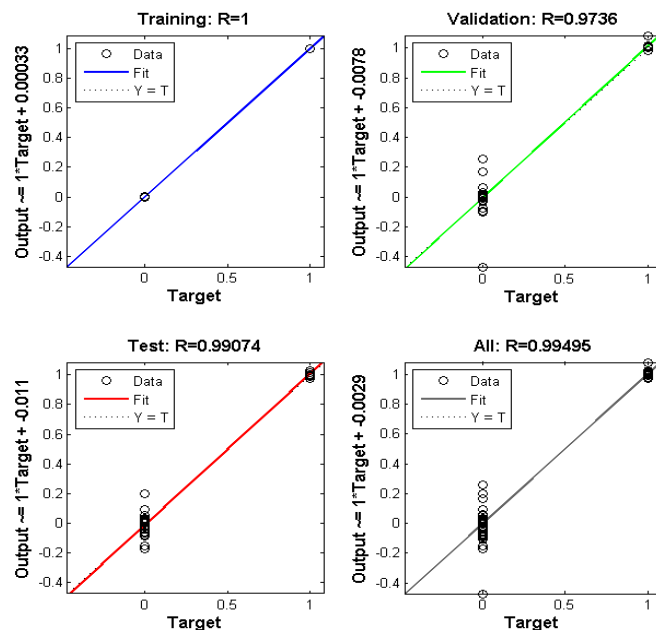 Training: R=1
Output ~= 1*Target + 0.00033
Data
Fit
Y = T
1
0.8
0.6
0.4
0.2
0
-0.2
-0.4
0 0.5 1
Target
Validation: R=0.9736
Output ~= 1*Target + -0.0078
Data
Fit
Y = T
1
0.8
0.6
0.4
0.2
0
-0.2
-0.4
0 0.5 1
Target
Test: R=0.99074
Output ~= 1*Target + -0.011
Data
Fit
Y = T
1
0.8
0.6
0.4
0.2
0
-0.2
-0.4
0 0.5 1
Target
All: R=0.99495
Output ~= 1*Target + -0.0029
Data
Fit
Y = T
1
0.8
0.6
0.4
0.2
0
-0.2
-0.4
0 0.5 1
Target